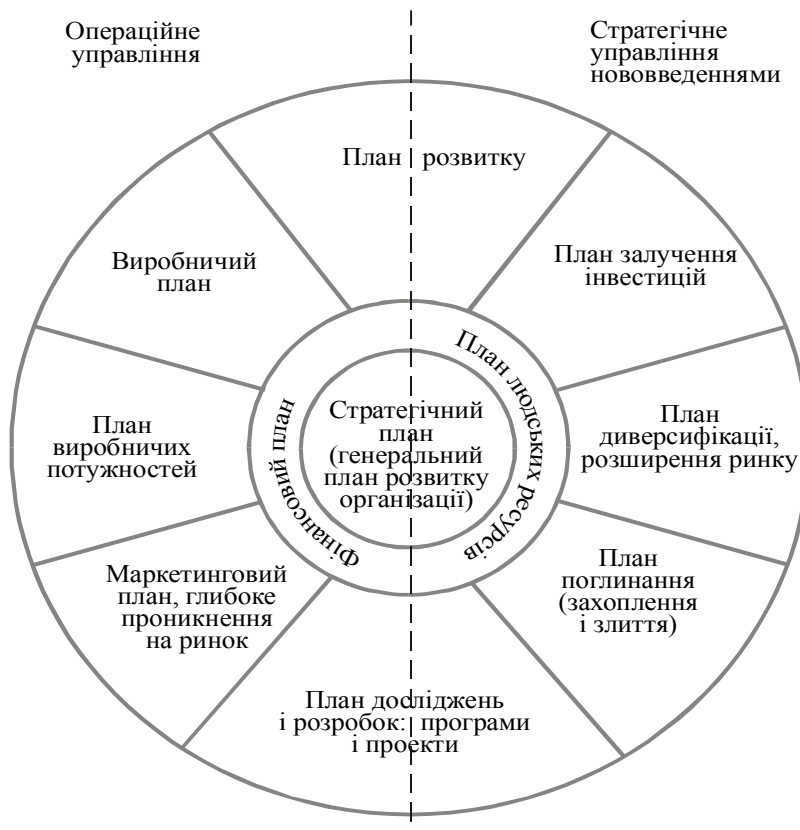 Операційне
управління
Стратегічне
управління
нововведеннями
План розвитку
Виробничий
план
План залучення
інвестицій
План
виробничих
потужностей
Фінансовий план
Стратегічний
план
(генеральний
план розвитку
організації)
План людських ресурсів
План
диверсифікації,
розширення ринку
Маркетинговий
план, глибоке
проникнення
на ринок
План
поглинання
(захоплення
і злиття)
План досліджень
і розробок: програми
і проекти